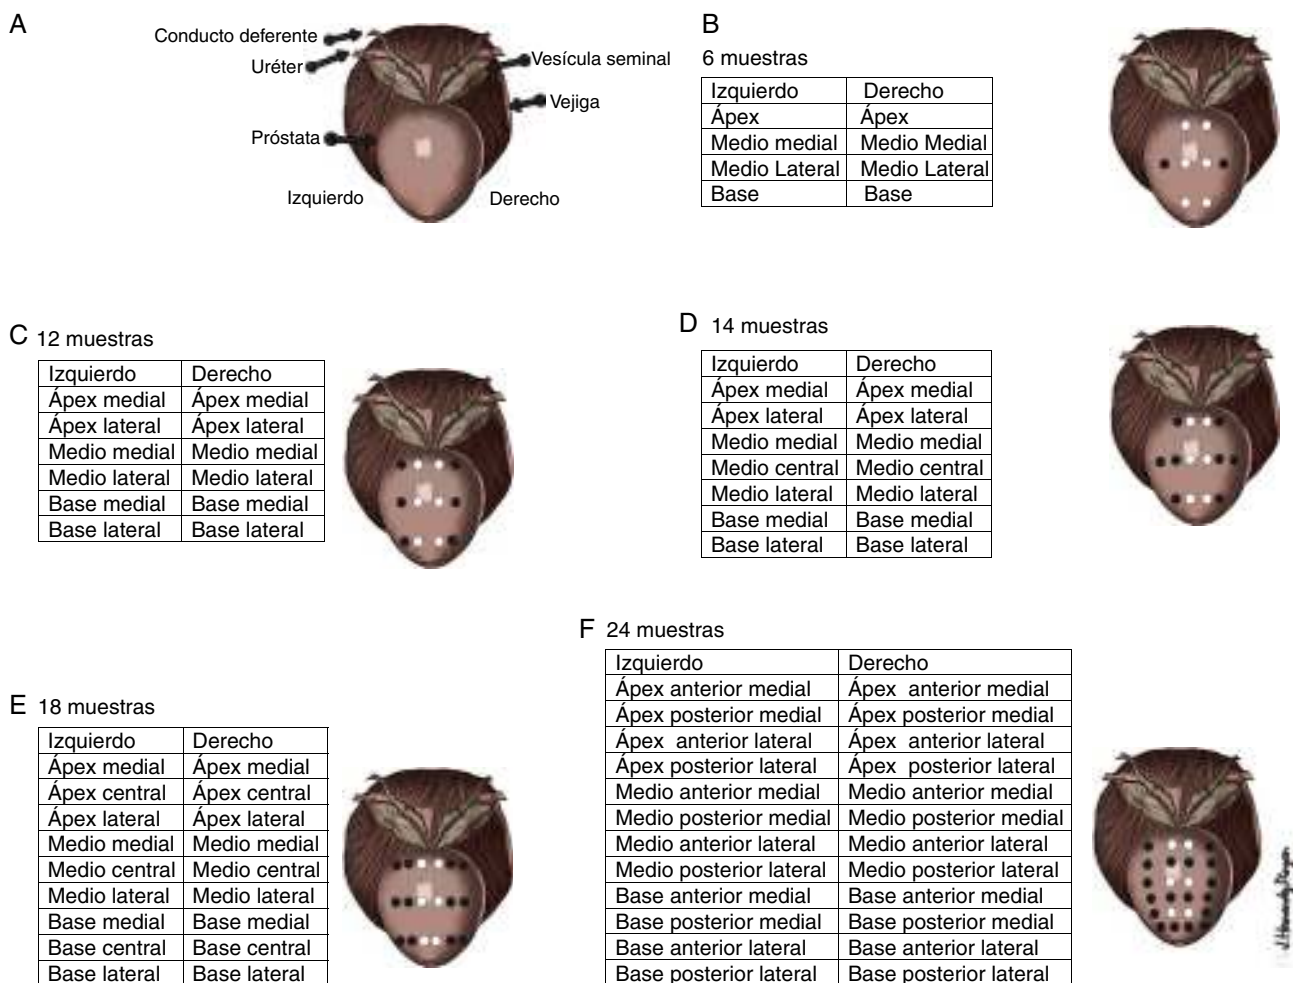 A
Conducto deferente
Uréter
Vesícula seminal
Vejiga
Próstata
Izquierdo Derecho
B
6 muestras
Izquierdo Derecho
Ápex Ápex
Medio medial Medio Medial
Medio Lateral Medio Lateral
Base Base
C 12 muestras
Izquierdo Derecho
Ápex medial Ápex medial
Ápex lateral Ápex lateral
Medio medial Medio medial
Medio lateral Medio lateral
Base medial Base medial
Base lateral Base lateral
D 14 muestras
Izquierdo Derecho
Ápex medial Ápex medial
Ápex lateral Ápex lateral
Medio medial Medio medial
Medio central Medio central
Medio lateral Medio lateral
Base medial Base medial
Base lateral Base lateral
E 18 muestras
Izquierdo Derecho
Ápex medial Ápex medial
Ápex central Ápex central
Ápex lateral Ápex lateral
Medio medial Medio medial
Medio central Medio central
Medio lateral Medio lateral
Base medial Base medial
Base central Base central
Base lateral Base lateral
F 24 muestras
Izquierdo Derecho
Ápex anterior medial Ápex anterior medial
Ápex posterior medial Ápex posterior medial
Ápex anterior lateral Ápex anterior lateral
Ápex posterior lateral Ápex posterior lateral
Medio anterior medial Medio anterior medial
Medio posterior medial Medio posterior medial
Medio anterior lateral Medio anterior lateral
Medio posterior lateral Medio posterior lateral
Base anterior medial Base anterior medial
Base posterior medial Base posterior medial
Base anterior lateral Base anterior lateral
Base posterior lateral Base posterior lateral